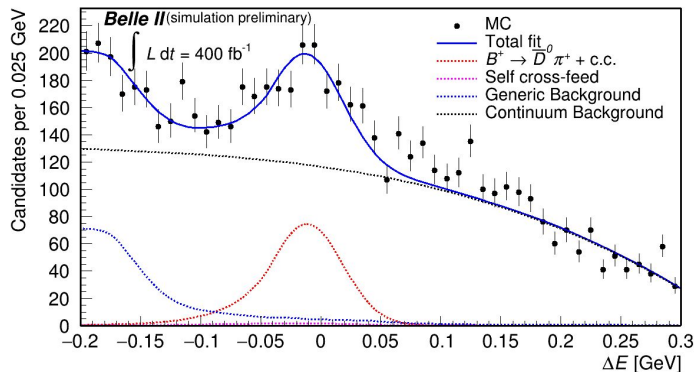 Belle II (simulation preliminary)
∫ L dt = 400 fb⁻¹
MC
Total fit
B⁺ → D̅⁰ π⁺ + c.c.
Self cross-feed
Generic Background
Continuum Background
Candidates per 0.025 GeV
220
200
180
160
140
120
100
80
60
40
20
0
−0.2 −0.15 −0.1 −0.05 0 0.05 0.1 0.15 0.2 0.25 0.3
ΔE [GeV]